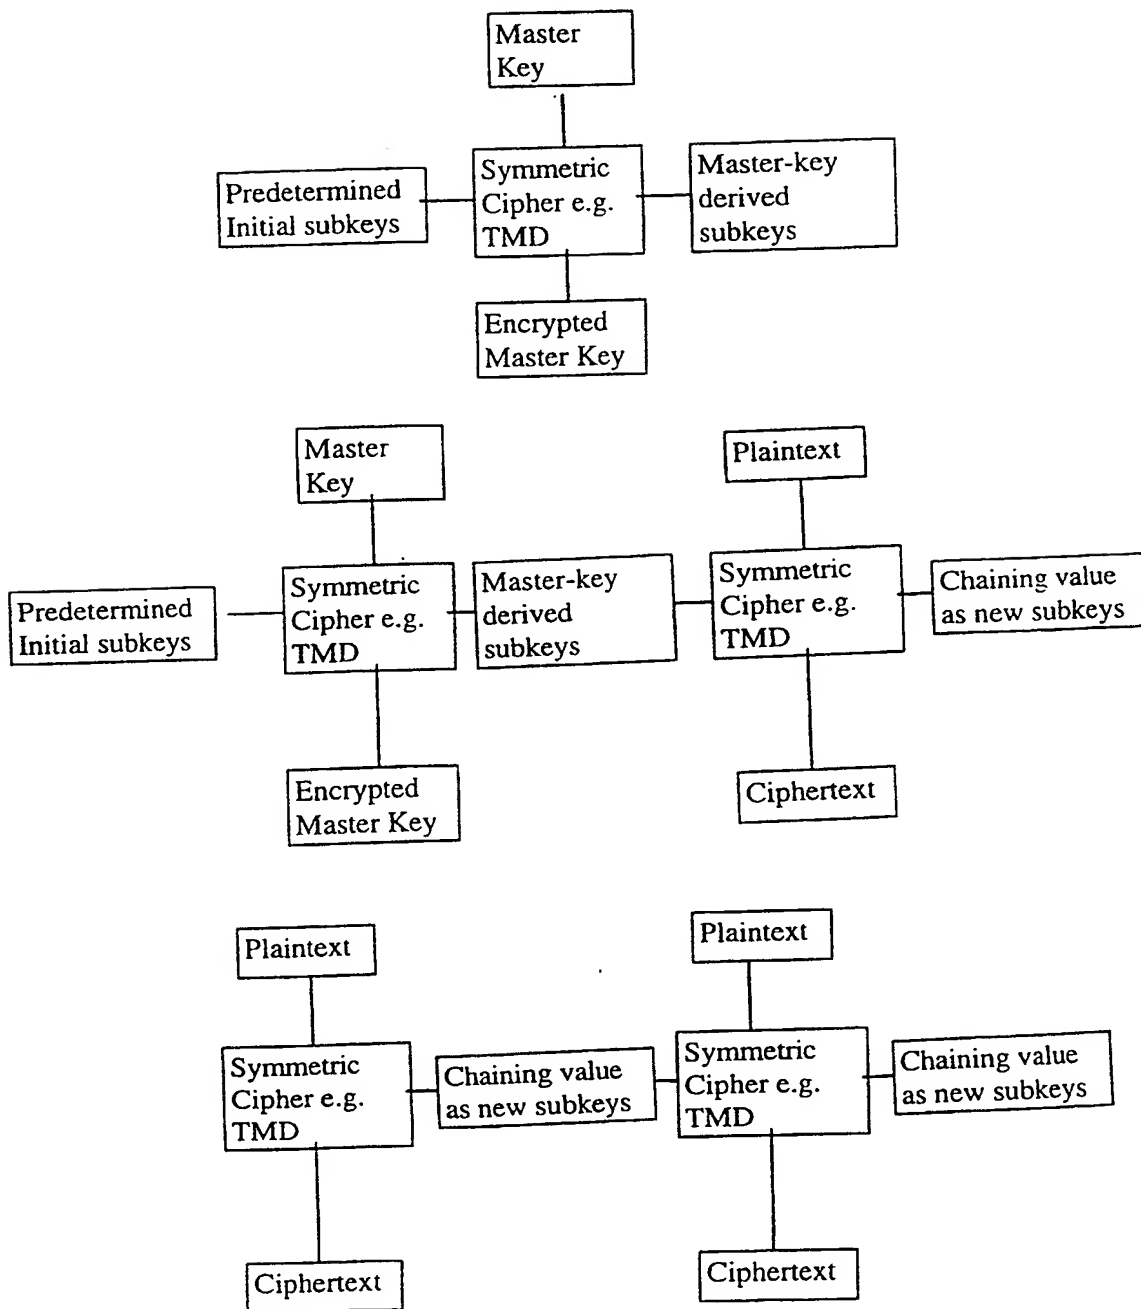 Master
Key
Predetermined
Initial subkeys
Symmetric
Cipher e.g.
TMD
Master-key
derived
subkeys
Encrypted
Master Key
Master
Key
Plaintext
Predetermined
Initial subkeys
Symmetric
Cipher e.g.
TMD
Master-key
derived
subkeys
Symmetric
Cipher e.g.
TMD
Chaining value
as new subkeys
Encrypted
Master Key
Ciphertext
Plaintext
Plaintext
Symmetric
Cipher e.g.
TMD
Chaining value
as new subkeys
Symmetric
Cipher e.g.
TMD
Chaining value
as new subkeys
Ciphertext
Ciphertext